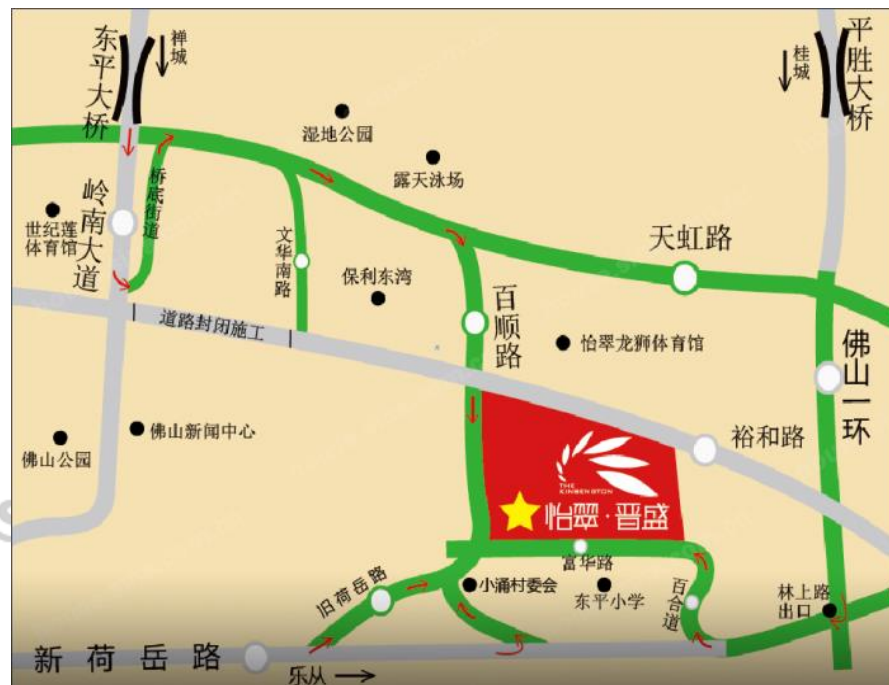 东平大桥
禅城
桂城
平胜大桥
湿地公园
露天泳场
桥底街道
岭南大道
世纪莲
体育馆
文华南路
保利东湾
天虹路
百顺路
道路封闭施工
怡翠龙狮体育馆
佛山一环
佛山新闻中心
佛山公园
裕和路
THE
KINSENGTON
怡翠·晋盛
富华路
旧荷岳路
小涌村委会
东平小学
百合道
林上路
出口
新荷岳路
乐从